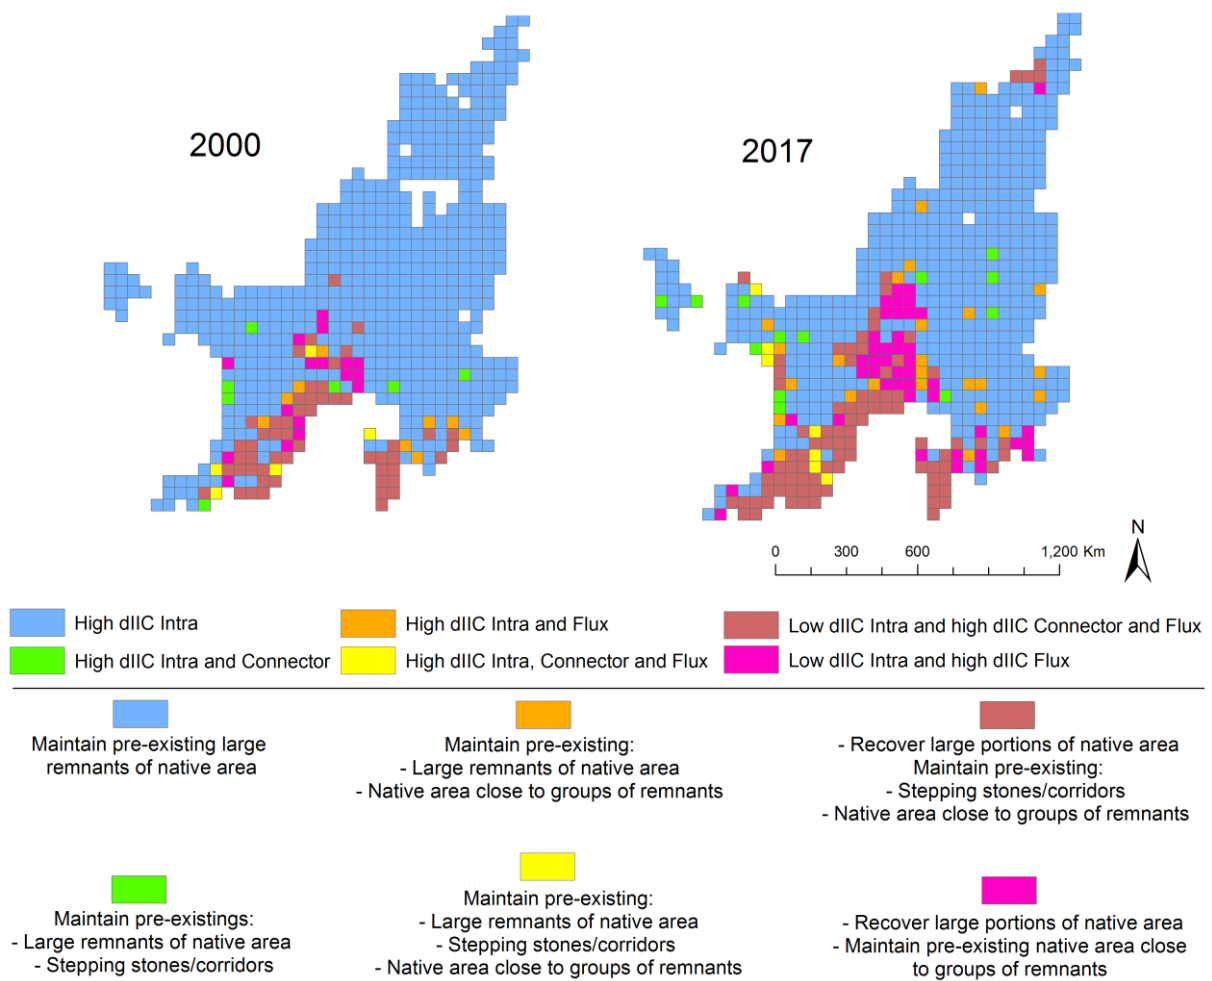 2000
2017
N
0 300 600 1,200 Km
High dIIC Intra
High dIIC Intra and Flux
Low dIIC Intra and high dIIC Connector and Flux
High dIIC Intra and Connector
High dIIC Intra, Connector and Flux
Low dIIC Intra and high dIIC Flux
Maintain pre-existing large
remnants of native area
Maintain pre-existing:
- Large remnants of native area
- Native area close to groups of remnants
- Recover large portions of native area
Maintain pre-existing:
- Stepping stones/corridors
- Native area close to groups of remnants
Maintain pre-existings:
- Large remnants of native area
- Stepping stones/corridors
Maintain pre-existing:
- Large remnants of native area
- Stepping stones/corridors
- Native area close to groups of remnants
- Recover large portions of native area
- Maintain pre-existing native area close
to groups of remnants